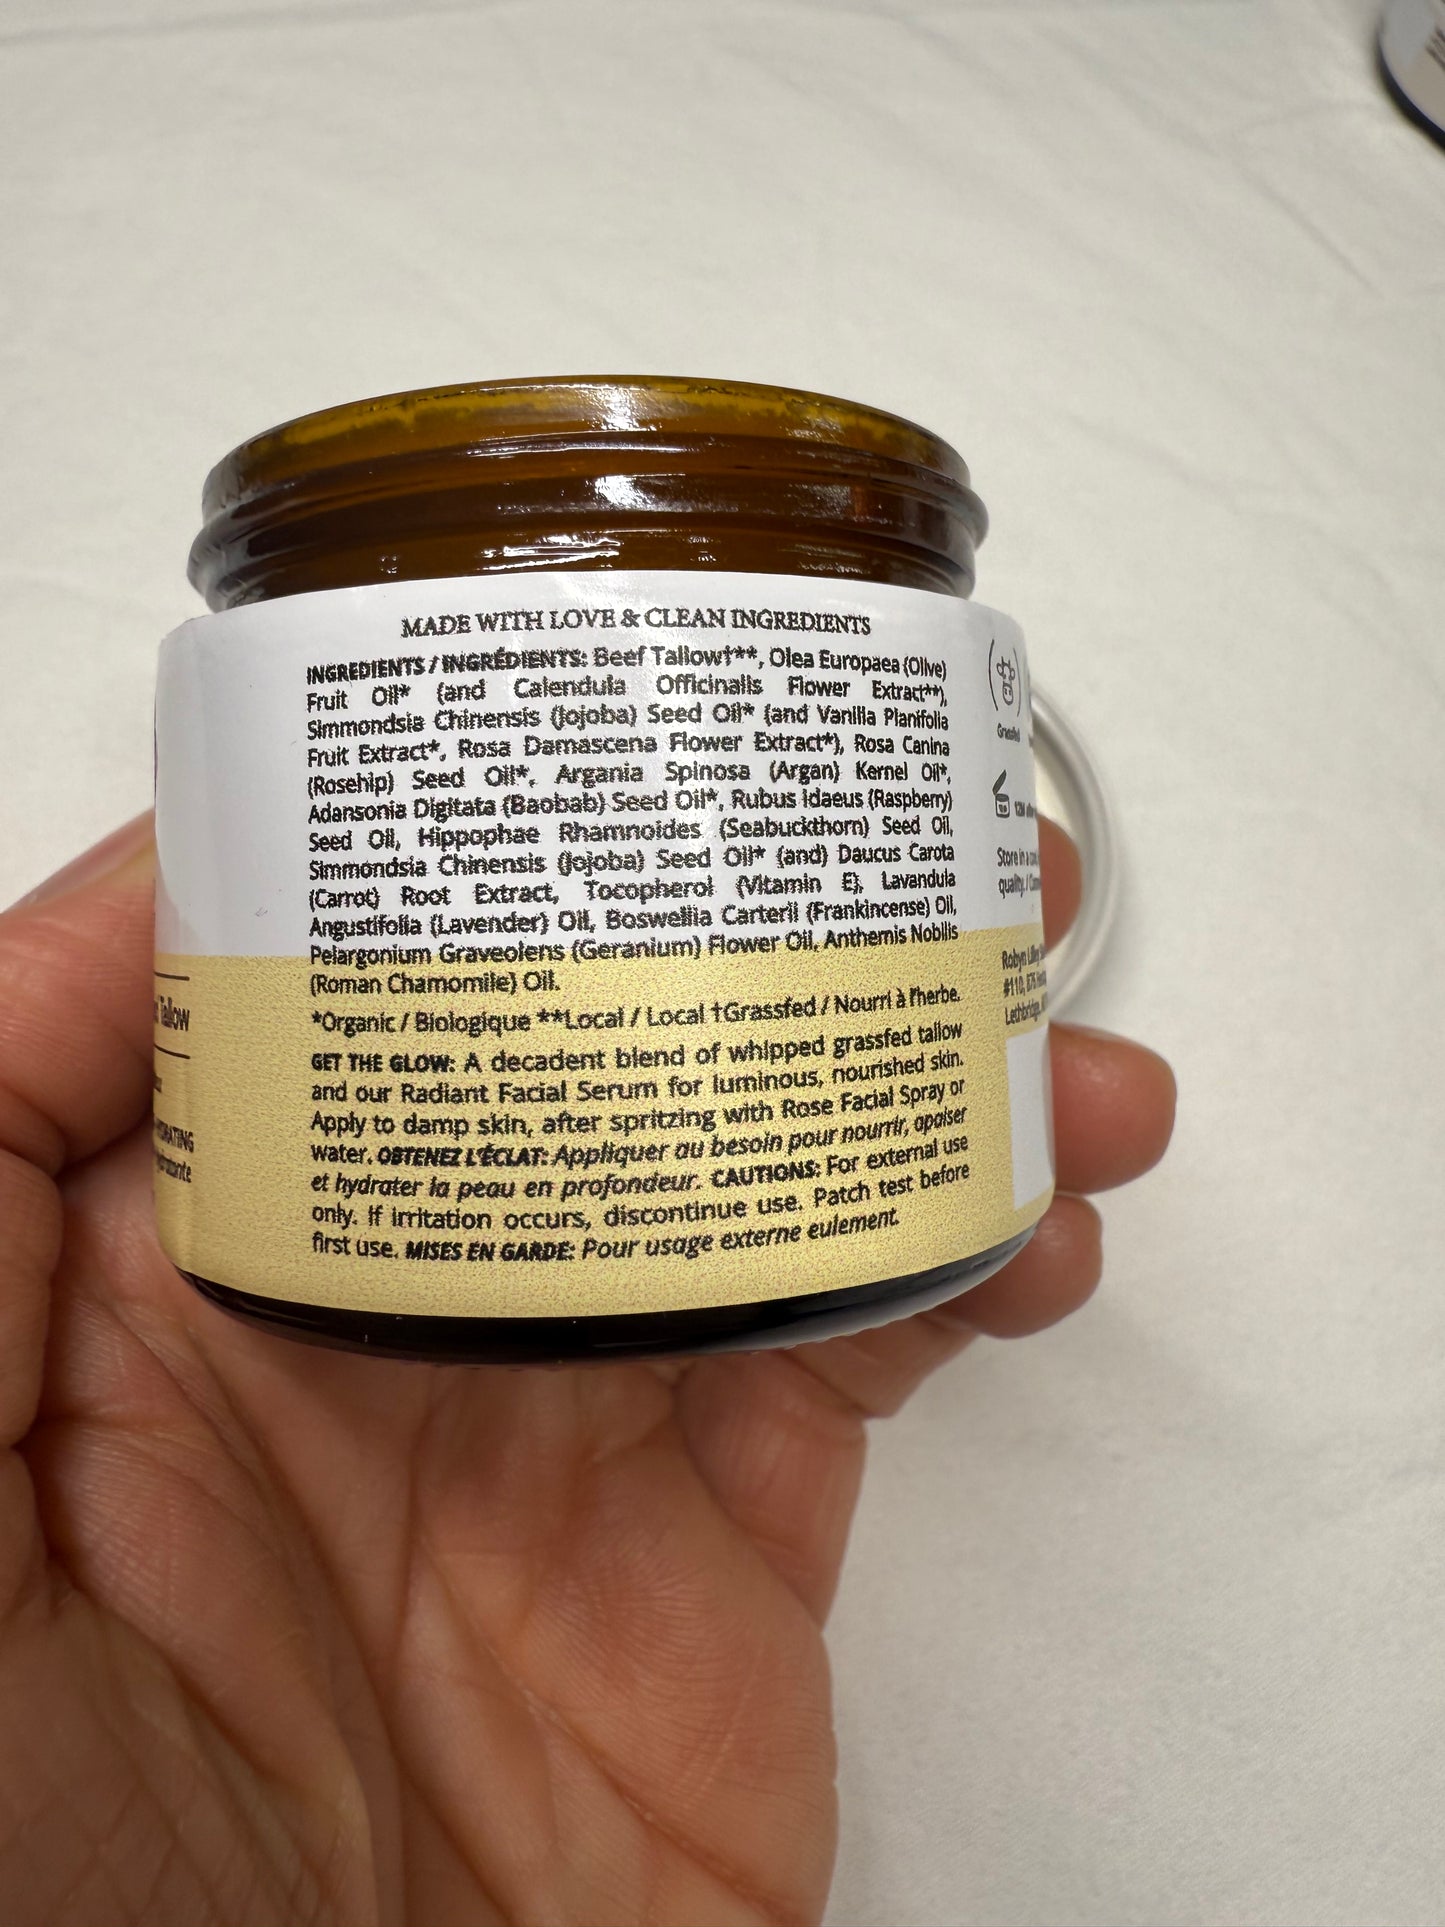 MADE WITH LOVE & CLEAN INGREDIENTS
INGREDIENTS / INGRÉDIENTS: Beef Tallow†**, Olea Europaea (Olive)
Fruit Oil* (and Calendula Officinalis Flower Extract**),
Simmondsia Chinensis (Jojoba) Seed Oil* (and Vanilla Planifolia
Fruit Extract*, Rosa Damascena Flower Extract*), Rosa Canina
(Rosehip) Seed Oil*, Argania Spinosa (Argan) Kernel Oil*,
Adansonia Digitata (Baobab) Seed Oil*, Rubus Idaeus (Raspberry)
Seed Oil, Hippophae Rhamnoides (Seabuckthorn) Seed Oil,
Simmondsia Chinensis (Jojoba) Seed Oil* (and) Daucus Carota
(Carrot) Root Extract, Tocopherol (Vitamin E), Lavandula
Angustifolia (Lavender) Oil, Boswellia Carterii (Frankincense) Oil,
Pelargonium Graveolens (Geranium) Flower Oil, Anthemis Nobilis
(Roman Chamomile) Oil.
*Organic / Biologique **Local / Local †Grassfed / Nourri à l'herbe.
GET THE GLOW: A decadent blend of whipped grassfed tallow
and our Radiant Facial Serum for luminous, nourished skin.
Apply to damp skin, after spritzing with Rose Facial Spray or
water. OBTENEZ L'ÉCLAT: Appliquer au besoin pour nourrir, apaiser
et hydrater la peau en profondeur. CAUTIONS: For external use
only. If irritation occurs, discontinue use. Patch test before
first use. MISES EN GARDE: Pour usage externe eulement.
Tallow
Grassfed
12M
Store in a
quality. /
Robyn
#110,
Lethbridge,